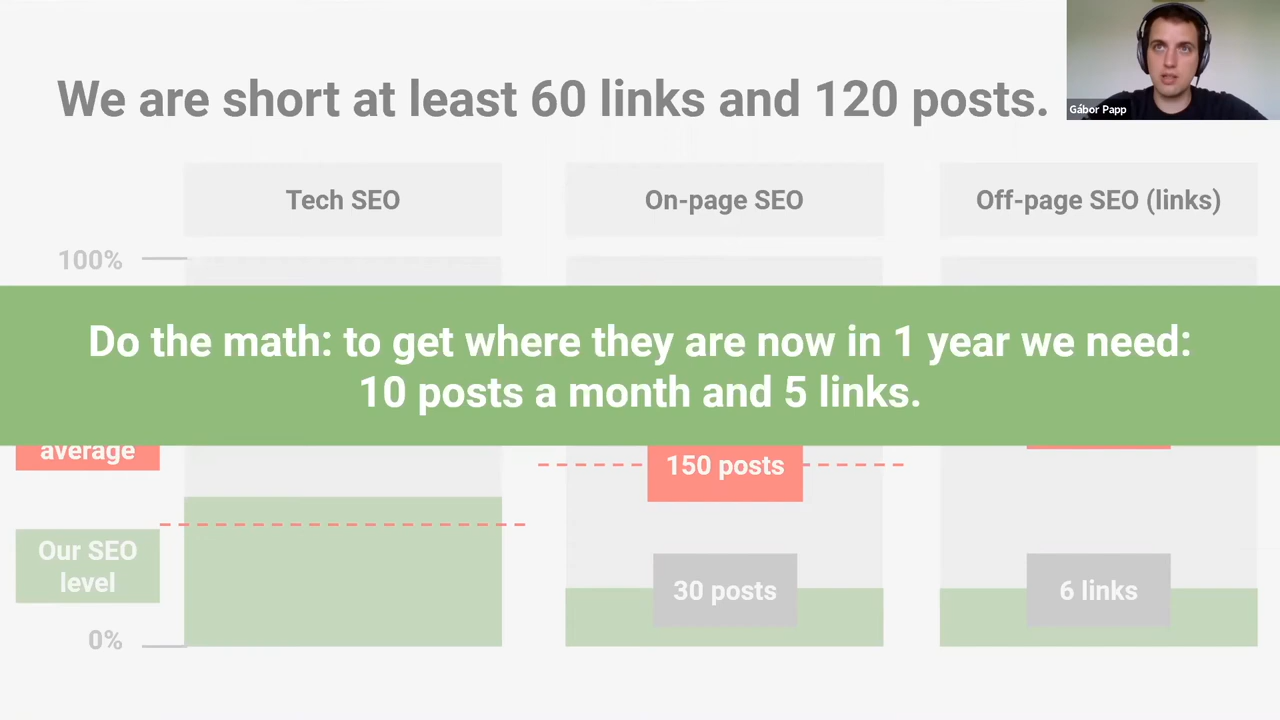 We are short at least 60 links and 120 posts.
Gábor Papp
Tech SEO
On-page SEO
Off-page SEO (links)
100%
Do the math: to get where they are now in 1 year we need:
10 posts a month and 5 links.
average
150 posts
Our SEO
level
30 posts
6 links
0%